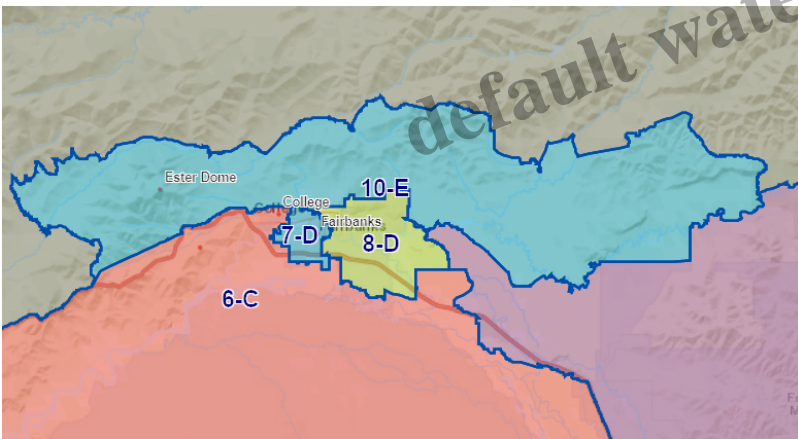 default wate
Ester Dome
10-E
College
Fairbanks
7-D
8-D
6-C